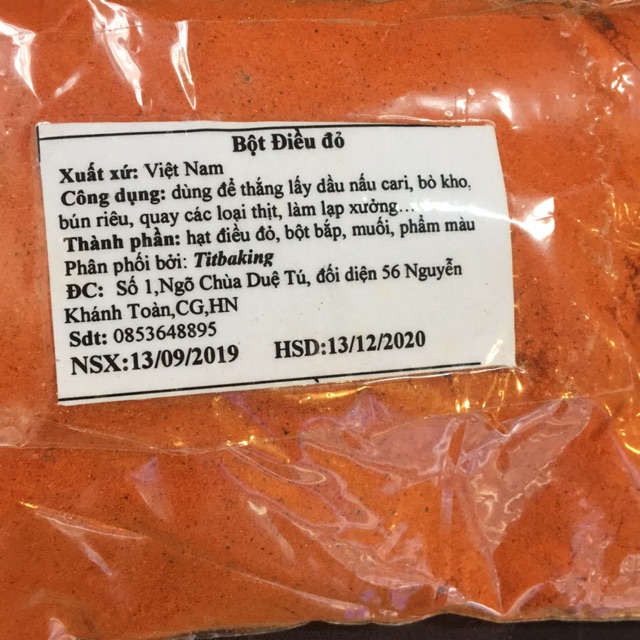 Bột Điều đỏ
Xuất xứ: Việt Nam
Công dụng: dùng để thắng lấy dầu nấu cari, bò kho,
bún riêu, quay các loại thịt, làm lạp xưởng...
Thành phần: hạt điều đỏ, bột bắp, muối, phẩm màu
Phân phối bởi: Titbaking
ĐC: Số 1,Ngõ Chùa Duệ Tú, đối diện 56 Nguyễn
Khánh Toàn,CG,HN
Sdt: 0853648895
NSX:13/09/2019 HSD:13/12/2020